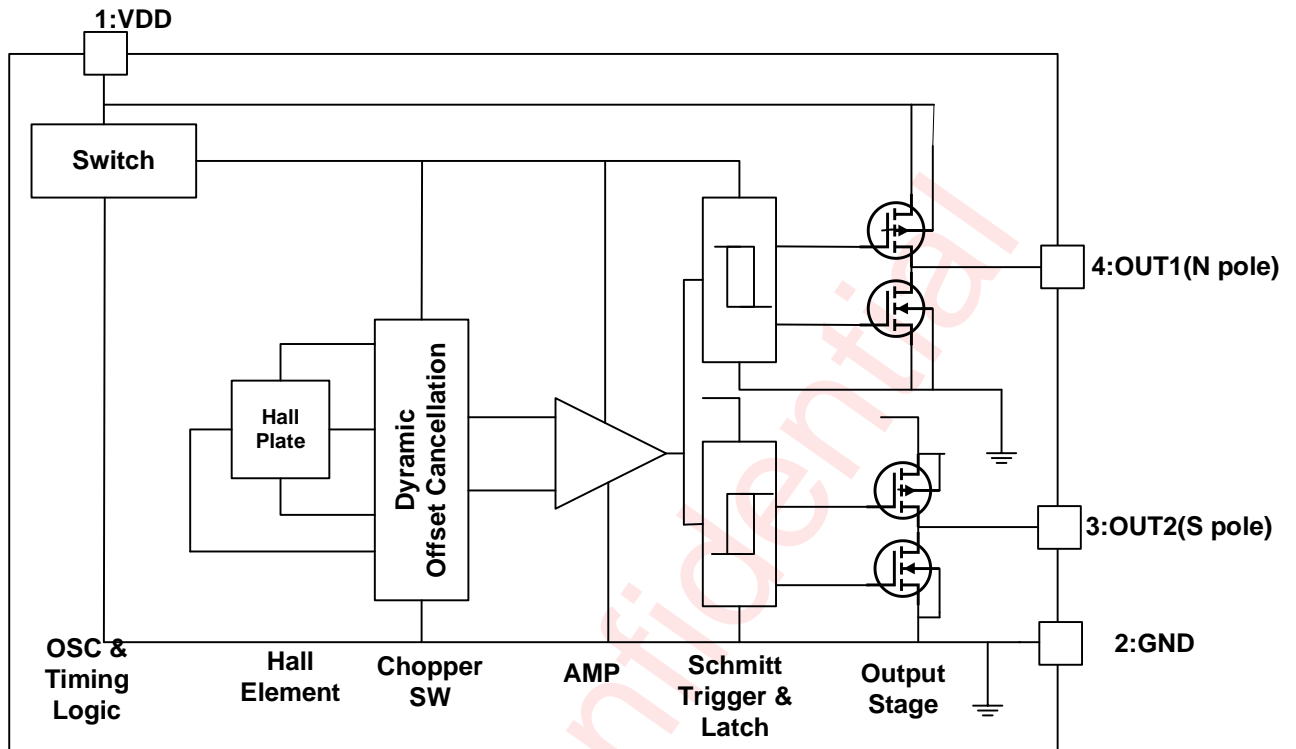 1:VDD
Switch
4:OUT1(N pole)
Hall
Plate
Dyramic
Offset Cancellation
3:OUT2(S pole)
2:GND
OSC &
Timing
Logic
Hall
Element
Chopper
SW
AMP
Schmitt
Trigger &
Latch
Output
Stage
nfidential